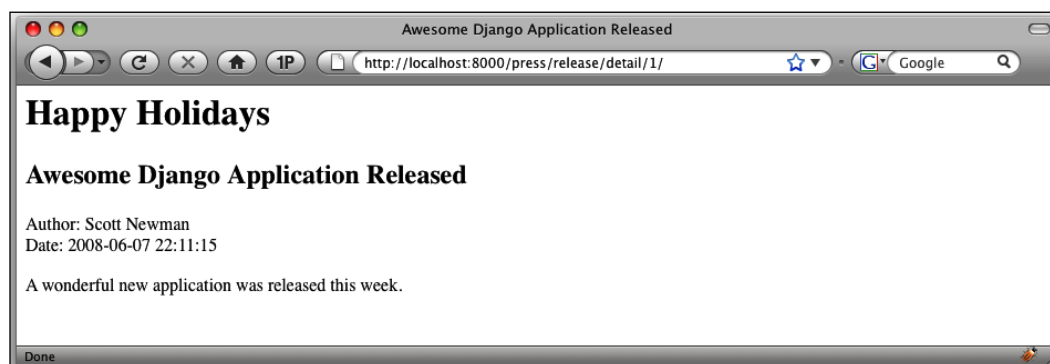 Awesome Django Application Released
1P http://localhost:8000/press/release/detail/1/ G Google
Happy Holidays
Awesome Django Application Released
Author: Scott Newman
Date: 2008-06-07 22:11:15
A wonderful new application was released this week.
Done